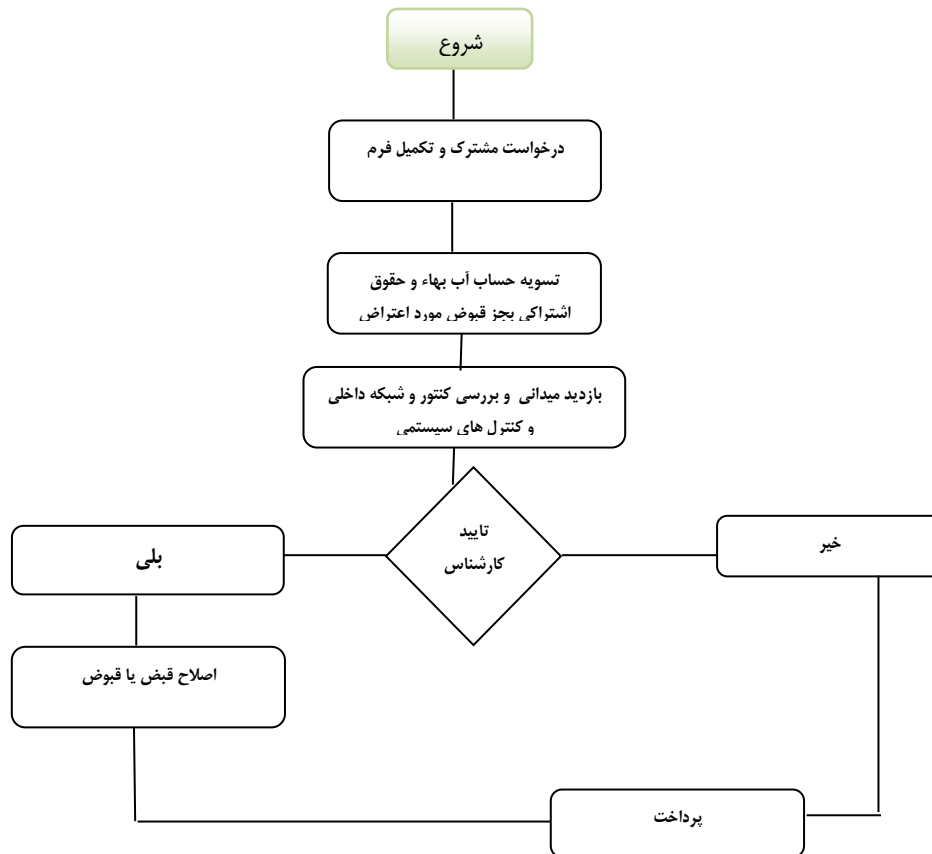 شروع
درخواست مشترک و تکمیل فرم
تسویه حساب آب بهاء و حقوق
اشتراکی بجز قبوض مورد اعتراض
بازدید میدانی و بررسی کنتور و شبکه داخلی
و کنترل های سیستمی
تایید
کارشناس
خیر
بلی
اصلاح قبض یا قبوض
پرداخت